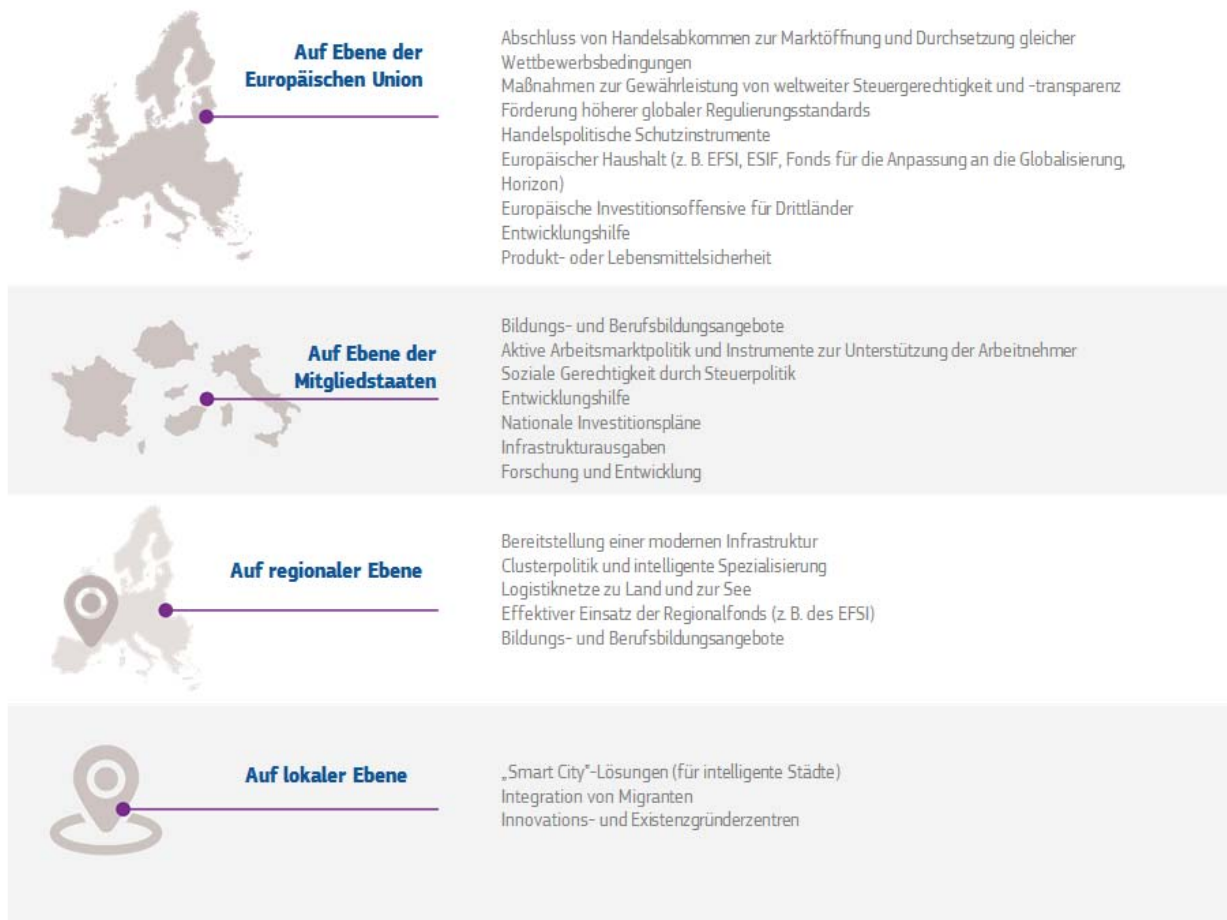 Auf Ebene der
Europäischen Union
Abschluss von Handelsabkommen zur Marktöffnung und Durchsetzung gleicher
Wettbewerbsbedingungen
Maßnahmen zur Gewährleistung von weltweiter Steuergerechtigkeit und -transparenz
Förderung höherer globaler Regulierungsstandards
Handelspolitische Schutzinstrumente
Europäischer Haushalt (z. B. EFSI, ESIF, Fonds für die Anpassung an die Globalisierung,
Horizon)
Europäische Investitionsoffensive für Drittländer
Entwicklungshilfe
Produkt- oder Lebensmittelsicherheit
Auf Ebene der
Mitgliedstaaten
Bildungs- und Berufsbildungsangebote
Aktive Arbeitsmarktpolitik und Instrumente zur Unterstützung der Arbeitnehmer
Soziale Gerechtigkeit durch Steuerpolitik
Entwicklungshilfe
Nationale Investitionspläne
Infrastrukturausgaben
Forschung und Entwicklung
Auf regionaler Ebene
Bereitstellung einer modernen Infrastruktur
Clusterpolitik und intelligente Spezialisierung
Logistiknetze zu Land und zur See
Effektiver Einsatz der Regionalfonds (z. B. des EFSI)
Bildungs- und Berufsbildungsangebote
Auf lokaler Ebene
„Smart City"-Lösungen (für intelligente Städte)
Integration von Migranten
Innovations- und Existenzgründerzentren